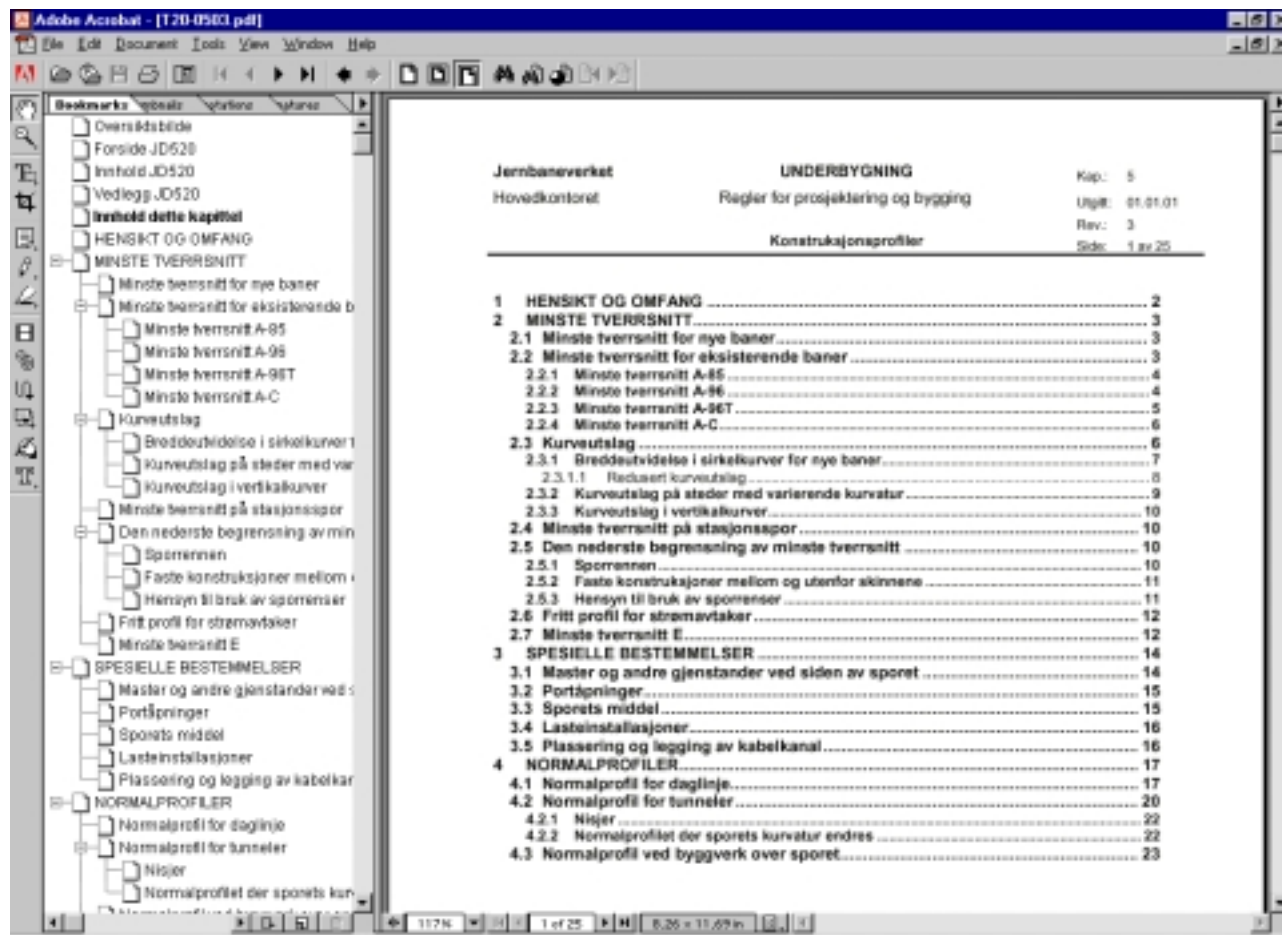 Adobe Acrobat - [T20-0503.pdf]
File Edit Document Tools View Window Help
Bookmarks
Oversiktsbilde
Forside JD520
Innhold JD520
Vedlegg JD520
Innhold dette kapittel
HENSIKT OG OMFANG
MINSTE TVERRSNITT
Minste tverrsnitt for nye baner
Minste tverrsnitt for eksisterende b
Minste tverrsnitt A-85
Minste tverrsnitt A-96
Minste tverrsnitt A-96T
Minste tverrsnitt A-C
Kurveutslag
Breddeutvidelse i sirkelkurver f
Kurveutslag på steder med var
Kurveutslag i vertikalkurver
Minste tverrsnitt på stasjonsspor
Den nederste begrensning av min
Sporrennen
Faste konstruksjoner mellom
Hensyn til bruk av sporrenser
Fritt profil for strømavtaker
Minste tverrsnitt E
SPESIELLE BESTEMMELSER
Master og andre gjenstander ved s
Portåpninger
Sporets middel
Lasteinstallasjoner
Plassering og legging av kabelkar
NORMALPROFILER
Normalprofil for daglinje
Normalprofil for tunneler
Nisjer
Normalprofilet der sporets kur
Jernbaneverket UNDERBYGNING Kap.: 5
Hovedkontoret Regler for prosjektering og bygging Utgitt: 01.01.01
Rev.: 3
Konstruksjonsprofiler Side: 1 av 25
1 HENSIKT OG OMFANG 2
2 MINSTE TVERRSNITT 3
2.1 Minste tverrsnitt for nye baner 3
2.2 Minste tverrsnitt for eksisterende baner 3
2.2.1 Minste tverrsnitt A-85 4
2.2.2 Minste tverrsnitt A-96 4
2.2.3 Minste tverrsnitt A-96T 5
2.2.4 Minste tverrsnitt A-C 6
2.3 Kurveutslag 6
2.3.1 Breddeutvidelse i sirkelkurver for nye baner 7
2.3.1.1 Redusert kurveutslag 8
2.3.2 Kurveutslag på steder med varierende kurvatur 9
2.3.3 Kurveutslag i vertikalkurver 10
2.4 Minste tverrsnitt på stasjonsspor 10
2.5 Den nederste begrensning av minste tverrsnitt 10
2.5.1 Sporrennen 10
2.5.2 Faste konstruksjoner mellom og utenfor skinnene 11
2.5.3 Hensyn til bruk av sporrenser 11
2.6 Fritt profil for strømavtaker 12
2.7 Minste tverrsnitt E 12
3 SPESIELLE BESTEMMELSER 14
3.1 Master og andre gjenstander ved siden av sporet 14
3.2 Portåpninger 15
3.3 Sporets middel 15
3.4 Lasteinstallasjoner 16
3.5 Plassering og legging av kabelkanal 16
4 NORMALPROFILER 17
4.1 Normalprofil for daglinje 17
4.2 Normalprofil for tunneler 20
4.2.1 Nisjer 22
4.2.2 Normalprofilet der sporets kurvatur endres 22
4.3 Normalprofil ved byggverk over sporet 23
117% 1 of 25 8.26 x 11.69 in